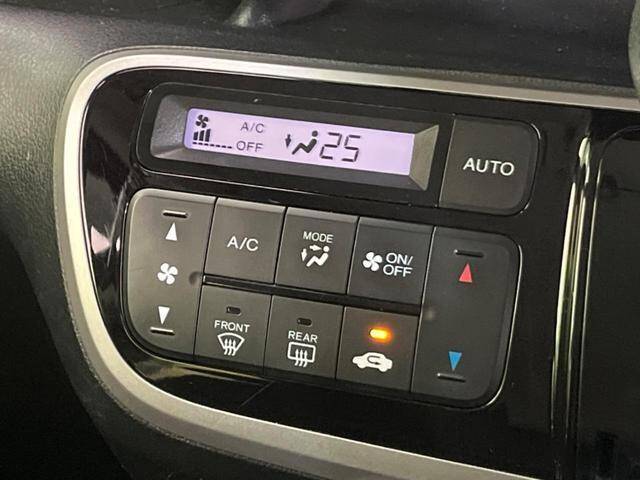 A/C
OFF
25
AUTO
A/C
MODE
ON/
OFF
FRONT
REAR